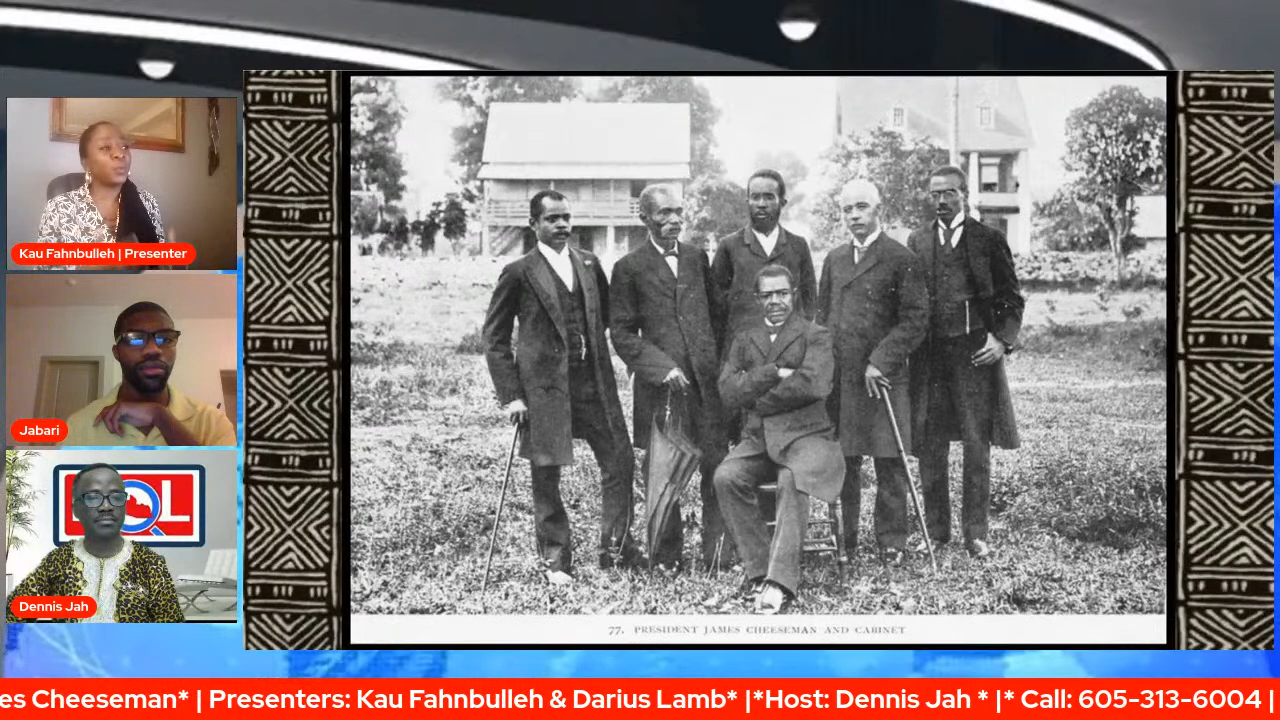 Kau Fahnbulleh | Presenter
Jabari
Dennis Jah
77. PRESIDENT JAMES CHEESEMAN AND CABINET
es Cheeseman* | Presenters: Kau Fahnbulleh & Darius Lamb* |*Host: Dennis Jah * |* Call: 605-313-6004 |